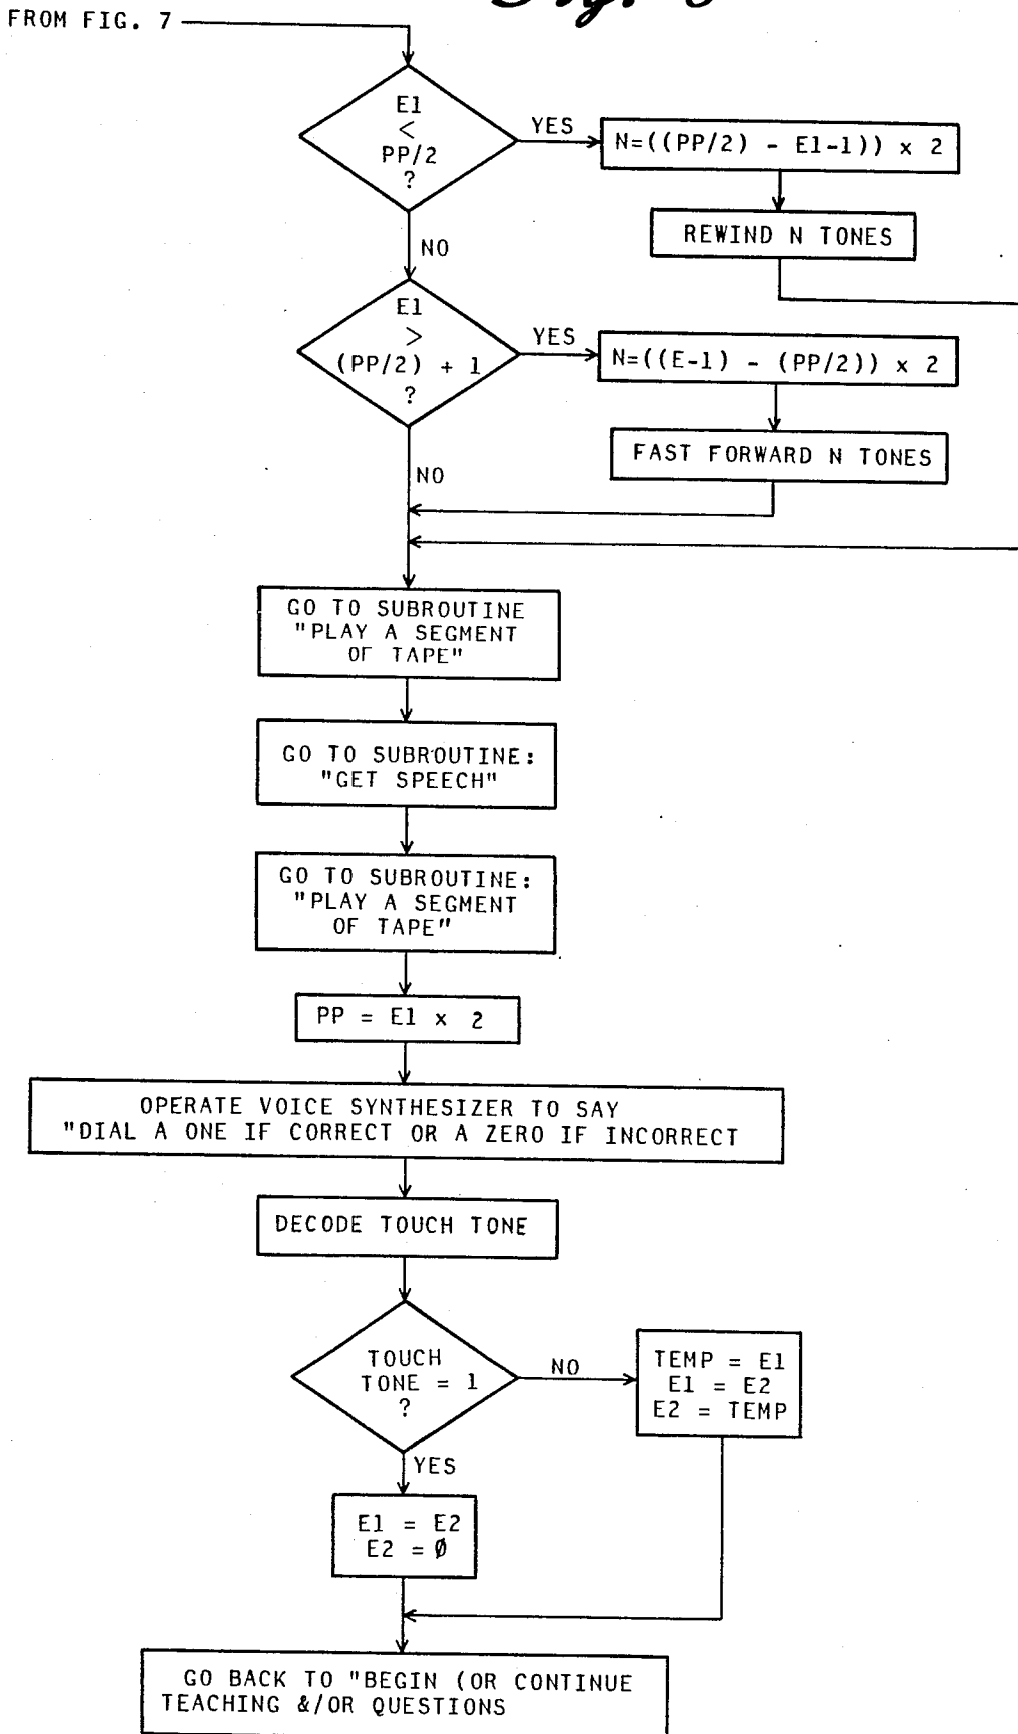 Fig.
FROM FIG. 7
E1
<
PP/2
?
YES
N=((PP/2) - E1-1)) x 2
REWIND N TONES
NO
E1
>
(PP/2) + 1
?
YES
N=((E-1) - (PP/2)) x 2
FAST FORWARD N TONES
NO
GO TO SUBROUTINE
"PLAY A SEGMENT
OF TAPE"
GO TO SUBROUTINE:
"GET SPEECH"
GO TO SUBROUTINE:
"PLAY A SEGMENT
OF TAPE"
PP = E1 x 2
OPERATE VOICE SYNTHESIZER TO SAY
"DIAL A ONE IF CORRECT OR A ZERO IF INCORRECT
DECODE TOUCH TONE
TOUCH
TONE = 1
?
NO
TEMP = E1
E1 = E2
E2 = TEMP
YES
E1 = E2
E2 = Ø
GO BACK TO "BEGIN (OR CONTINUE
TEACHING &/OR QUESTIONS